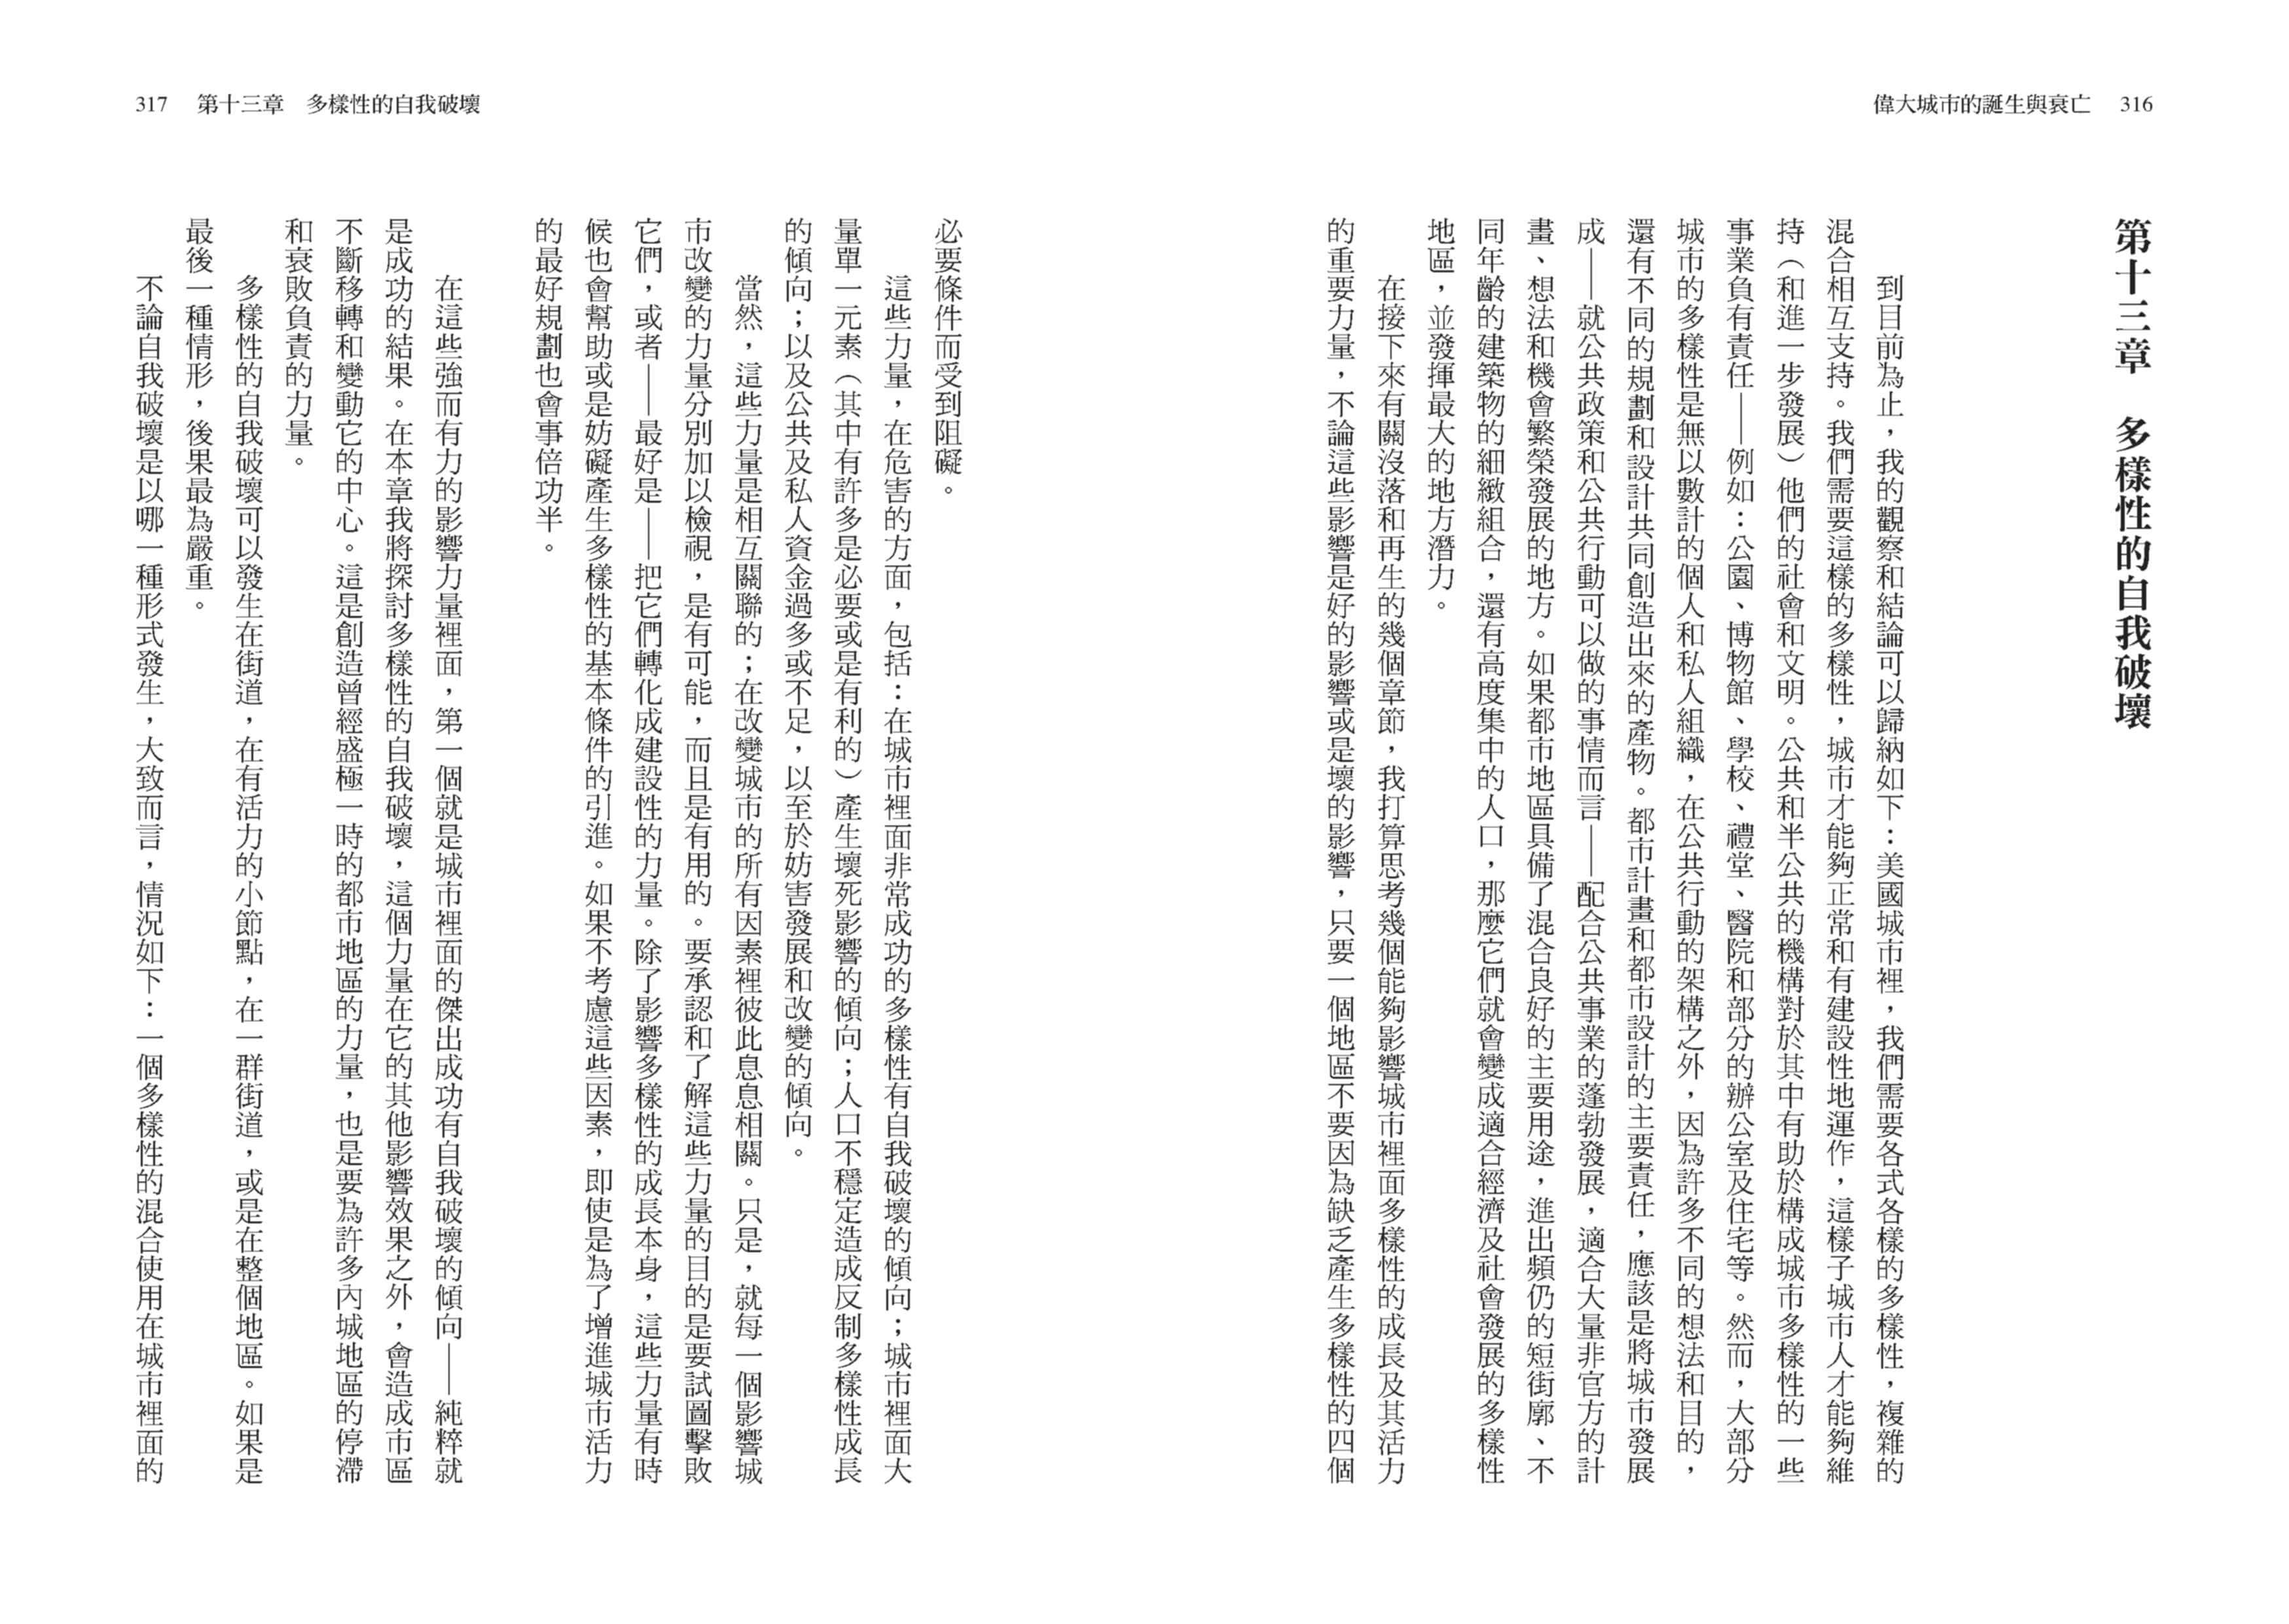 偉大城市的誕生與衰亡　316
第十三章　多樣性的自我破壞
到目前為止，我的觀察和結論可以歸納如下：美國城市裡，我們需要各式各樣的多樣性，複雜的
混合相互支持。我們需要這樣的多樣性，城市才能夠正常和有建設性地運作，這樣子城市人才能夠維
持（和進一步發展）他們的社會和文明。公共和半公共的機構對於其中有助於構成城市多樣性的一些
事業負有責任——例如：公園、博物館、學校、禮堂、醫院和部分的辦公室及住宅等。然而，大部分
城市的多樣性是無以數計的個人和私人組織，在公共行動的架構之外，因為許多不同的想法和目的，
還有不同的規劃和設計共同創造出來的產物。都市計畫和都市設計的主要責任，應該是將城市發展
成——就公共政策和公共行動可以做的事情而言——配合公共事業的蓬勃發展，適合大量非官方的計
畫、想法和機會繁榮發展的地方。如果都市地區具備了混合良好的主要用途，進出頻仍的短街廓、不
同年齡的建築物的細緻組合，還有高度集中的人口，那麼它們就會變成適合經濟及社會發展的多樣性
地區，並發揮最大的地方潛力。
在接下來有關沒落和再生的幾個章節，我打算思考幾個能夠影響城市裡面多樣性的成長及其活力
的重要力量，不論這些影響是好的影響或是壞的影響，只要一個地區不要因為缺乏產生多樣性的四個
317　第十三章　多樣性的自我破壞
必要條件而受到阻礙。
這些力量，在危害的方面，包括：在城市裡面非常成功的多樣性有自我破壞的傾向；城市裡面大
量單一元素（其中有許多是必要或是有利的）產生壞死影響的傾向；人口不穩定造成反制多樣性成長
的傾向；以及公共及私人資金過多或不足，以至於妨害發展和改變的傾向。
當然，這些力量是相互關聯的；在改變城市的所有因素裡彼此息息相關。只是，就每一個影響城
市改變的力量分別加以檢視，是有可能，而且是有用的。要承認和了解這些力量的目的是要試圖擊敗
它們，或者——最好是——把它們轉化成建設性的力量。除了影響多樣性的成長本身，這些力量有時
候也會幫助或是妨礙產生多樣性的基本條件的引進。如果不考慮這些因素，即使是為了增進城市活力
的最好規劃也會事倍功半。
在這些強而有力的影響力量裡面，第一個就是城市裡面的傑出成功有自我破壞的傾向——純粹就
是成功的結果。在本章我將探討多樣性的自我破壞，這個力量在它的其他影響效果之外，會造成市區
不斷移轉和變動它的中心。這是創造曾經盛極一時的都市地區的力量，也是要為許多內城地區的停滯
和衰敗負責的力量。
多樣性的自我破壞可以發生在街道，在有活力的小節點，在一群街道，或是在整個地區。如果是
最後一種情形，後果最為嚴重。
不論自我破壞是以哪一種形式發生，大致而言，情況如下：一個多樣性的混合使用在城市裡面的